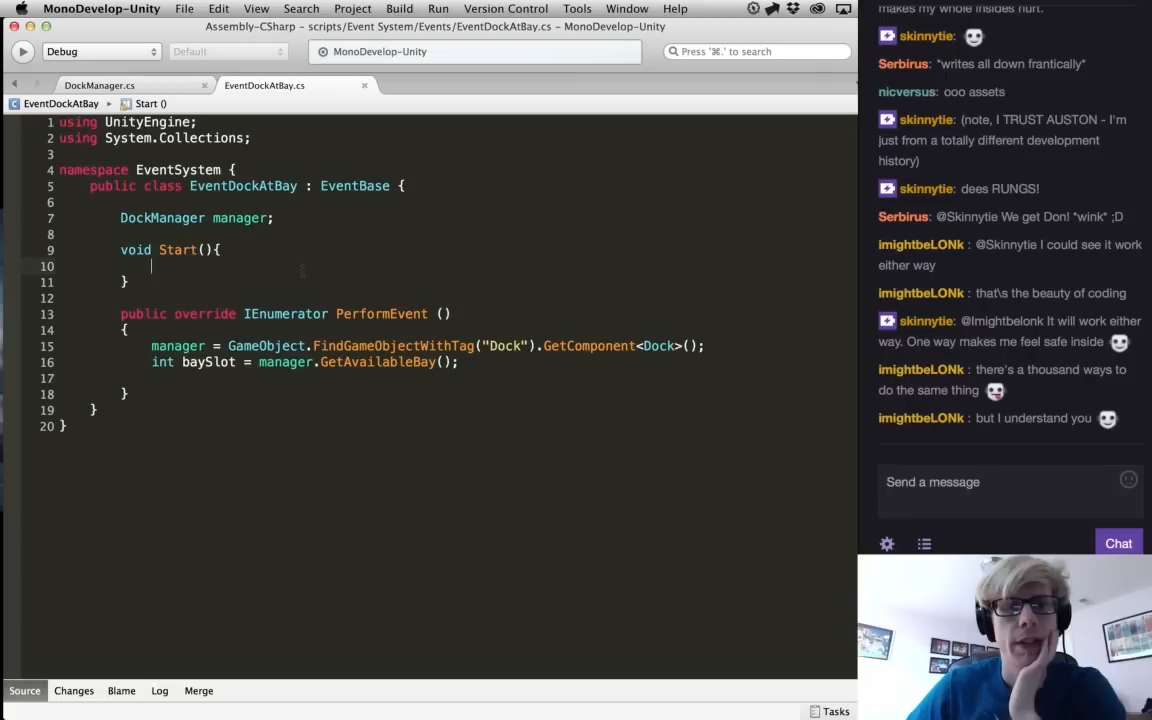 MonoDevelop-Unity File Edit View Search Project Build Run Version Control Tools Window Help
Assembly-CSharp - scripts/Event System/Events/EventDockAtBay.cs - MonoDevelop-Unity
Debug Default MonoDevelop-Unity Press '⌘.' to search
DockManager.cs EventDockAtBay.cs
EventDockAtBay Start ()
1 using UnityEngine;
2 using System.Collections;
3
4 namespace EventSystem {
5 public class EventDockAtBay : EventBase {
6
7 DockManager manager;
8
9 void Start(){
10
11 }
12
13 public override IEnumerator PerformEvent ()
14 {
15 manager = GameObject.FindGameObjectWithTag("Dock").GetComponent<Dock>();
16 int baySlot = manager.GetAvailableBay();
17
18 }
19 }
20 }
Source Changes Blame Log Merge
Tasks
makes my whole insides hurt.
skinnytie:
Serbirus: *writes all down frantically*
nicversus: ooo assets
skinnytie: (note, I TRUST AUSTON - I'm
just from a totally different development
history)
skinnytie: dees RUNGS!
Serbirus: @Skinnytie We get Don! *wink* ;D
imightbeLONk : @Skinnytie I could see it work
either way
imightbeLONk : that\s the beauty of coding
skinnytie: @Imightbelonk It will work either
way. One way makes me feel safe inside
imightbeLONk : there's a thousand ways to
do the same thing
imightbeLONk : but I understand you
Send a message
Chat